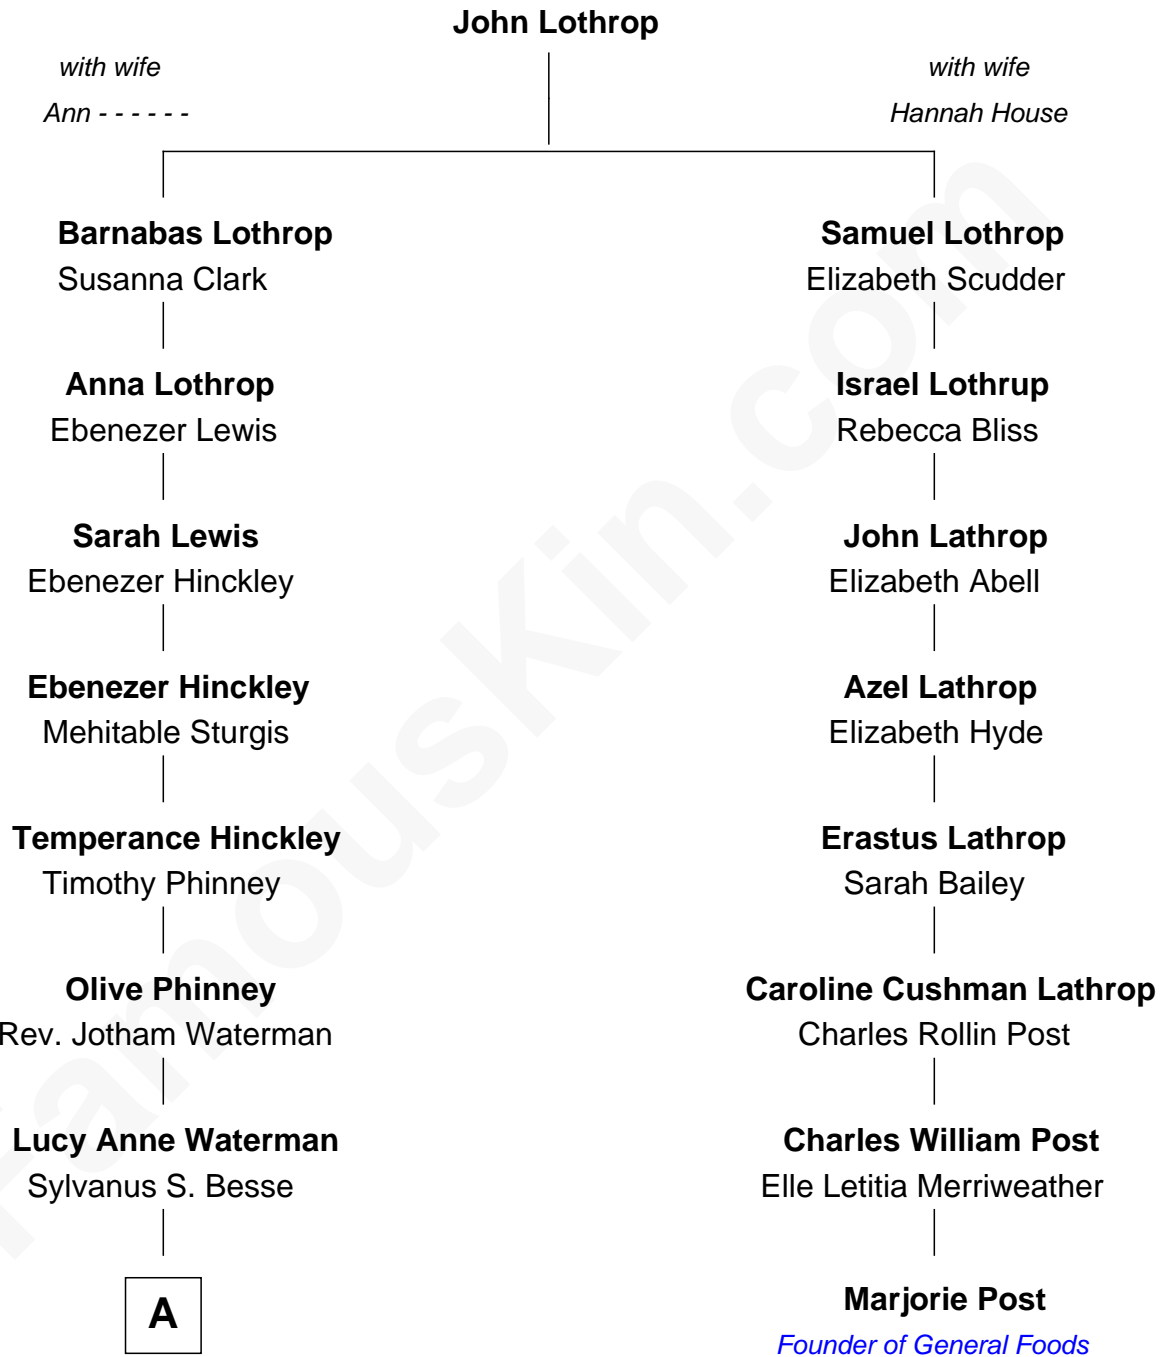 John Lothrop
with wife
Ann - - - - - -
with wife
Hannah House
Barnabas Lothrop
Susanna Clark
Samuel Lothrop
Elizabeth Scudder
Anna Lothrop
Ebenezer Lewis
Israel Lothrup
Rebecca Bliss
Sarah Lewis
Ebenezer Hinckley
John Lathrop
Elizabeth Abell
Ebenezer Hinckley
Mehitable Sturgis
Azel Lathrop
Elizabeth Hyde
Temperance Hinckley
Timothy Phinney
Erastus Lathrop
Sarah Bailey
Olive Phinney
Rev. Jotham Waterman
Caroline Cushman Lathrop
Charles Rollin Post
Lucy Anne Waterman
Sylvanus S. Besse
Charles William Post
Elle Letitia Merriweather
A
Marjorie Post
Founder of General Foods
FamousKin.com